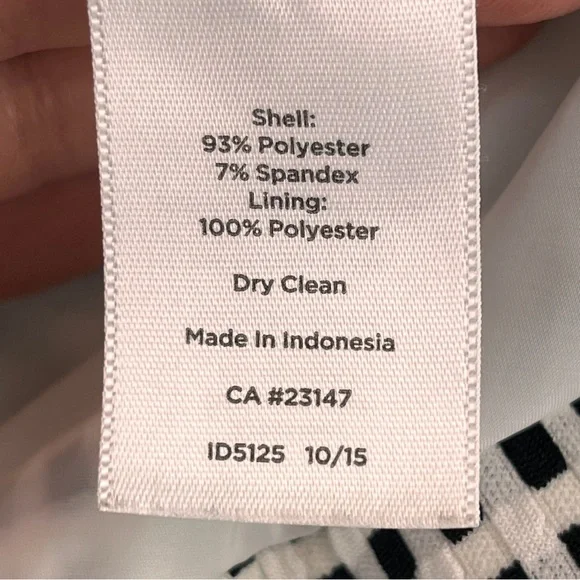 Shell:
93% Polyester
7% Spandex
Lining:
100% Polyester
Dry Clean
Made In Indonesia
CA #23147
ID5125 10/15